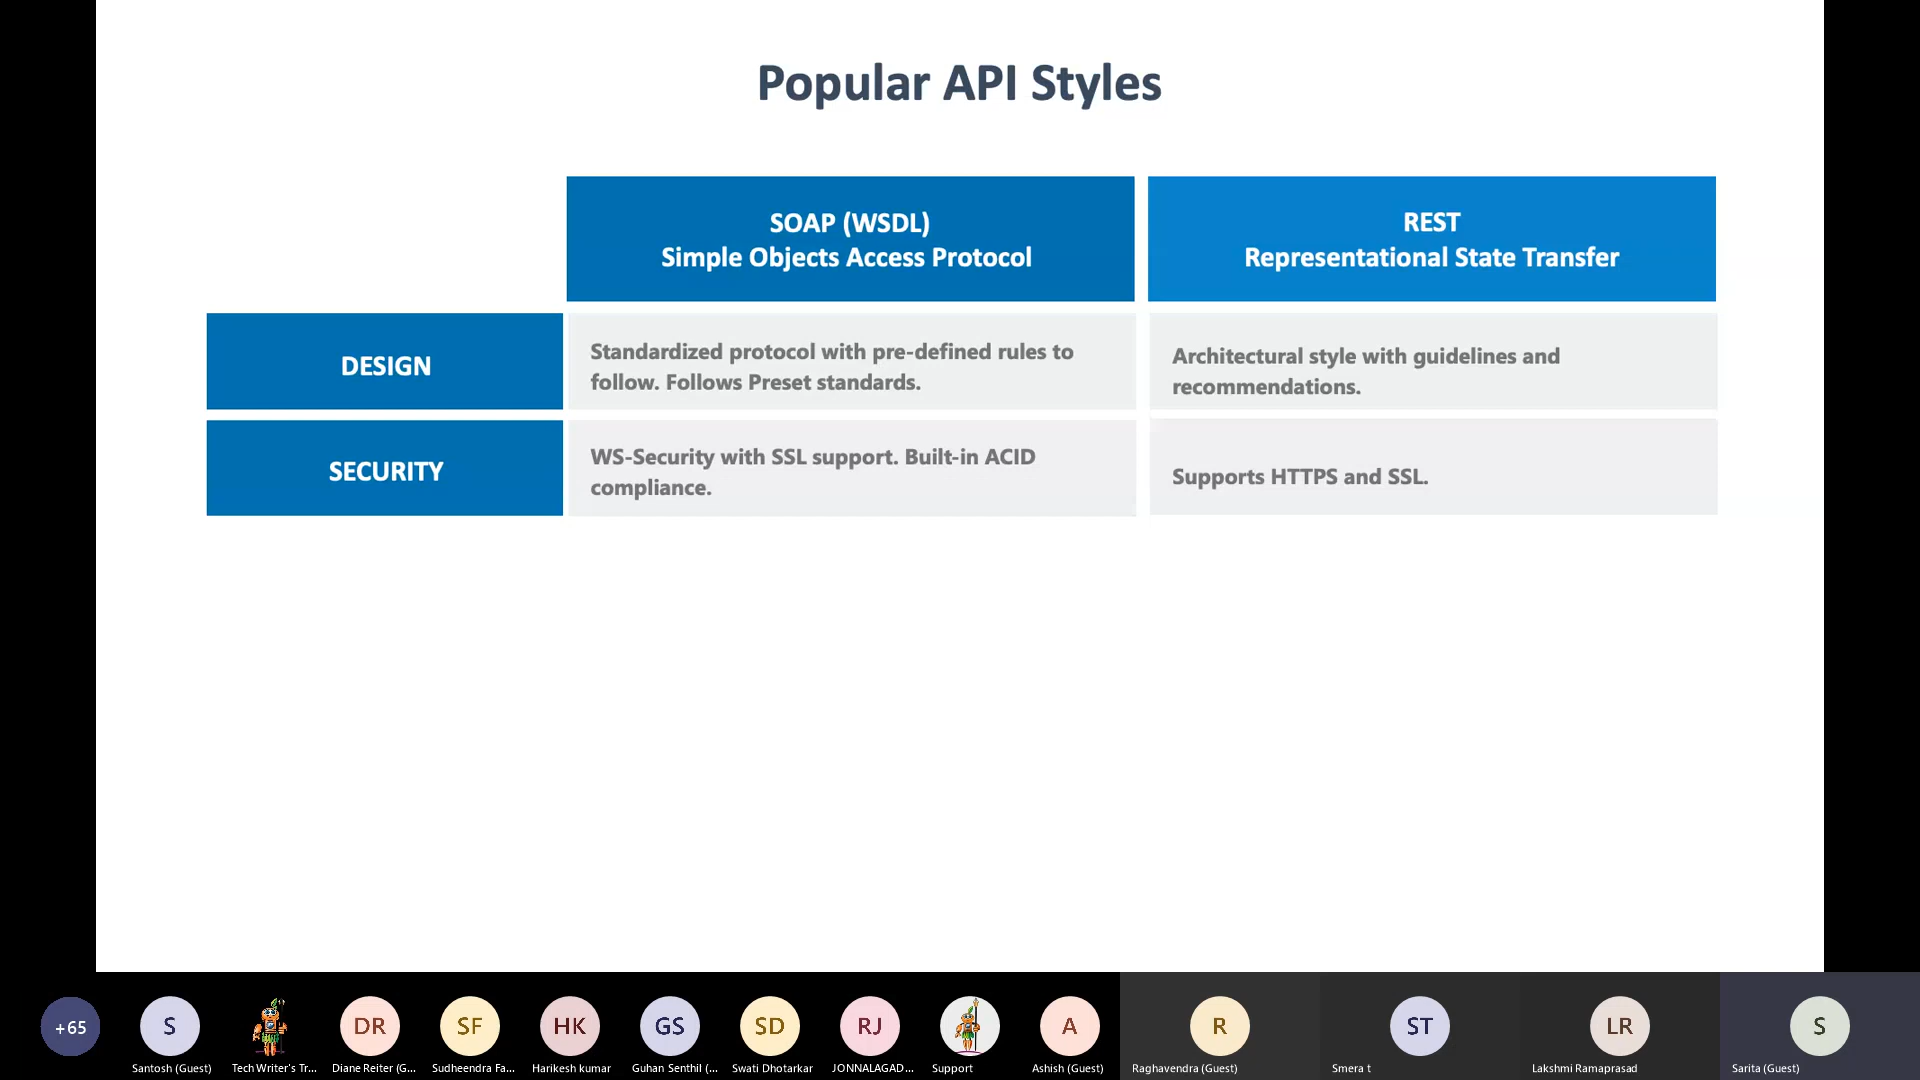 Popular API Styles
SOAP (WSDL)
Simple Objects Access Protocol
REST
Representational State Transfer
DESIGN
Standardized protocol with pre-defined rules to
follow. Follows Preset standards.
Architectural style with guidelines and
recommendations.
SECURITY
WS-Security with SSL support. Built-in ACID
compliance.
Supports HTTPS and SSL.
+65
S
DR
SF
HK
GS
SD
RJ
A
R
ST
LR
S
Santosh (Guest)
Tech Writer's Tr...
Diane Reiter (G...
Sudheendra Fa...
Harikesh kumar
Guhan Senthil (...
Swati Dhotarkar
JONNALAGAD...
Support
Ashish (Guest)
Raghavendra (Guest)
Smera t
Lakshmi Ramaprasad
Sarita (Guest)